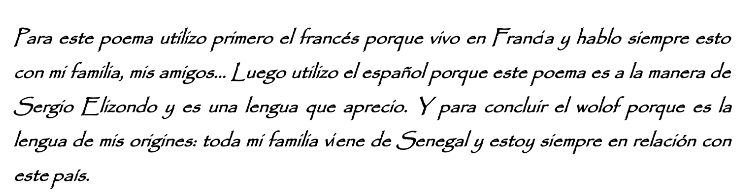 Para este poema utilizo primero el francés porque vivo en Francia y hablo siempre esto
con mi familia, mis amigos... Luego utilizo el español porque este poema es a la manera de
Sergio Elizondo y es una lengua que aprecio. Y para concluir el wolof porque es la
lengua de mis orígenes: toda mi familia viene de Senegal y estoy siempre en relación con
este país.